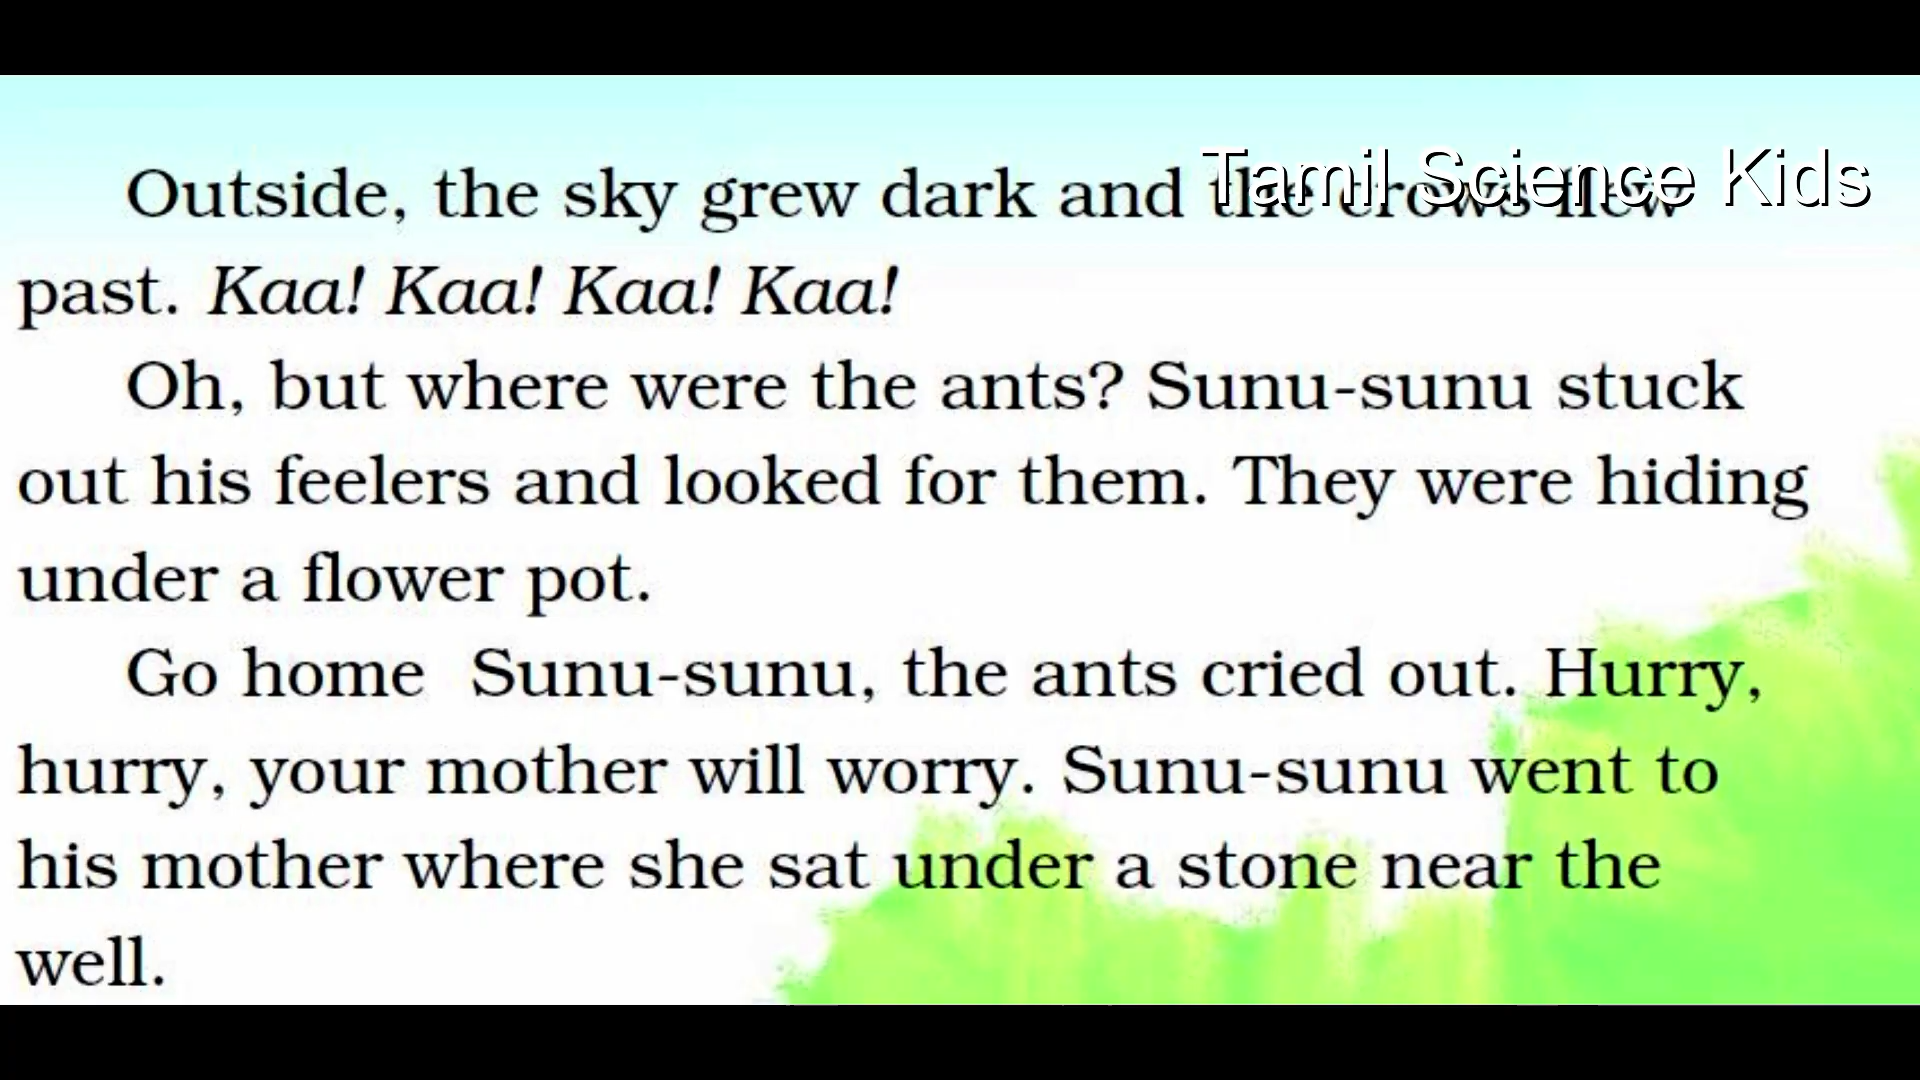 Tamil Science Kids
Outside, the sky grew dark and the crows flew
past. Kaa! Kaa! Kaa! Kaa!
Oh, but where were the ants? Sunu-sunu stuck
out his feelers and looked for them. They were hiding
under a flower pot.
Go home Sunu-sunu, the ants cried out. Hurry,
hurry, your mother will worry. Sunu-sunu went to
his mother where she sat under a stone near the
well.